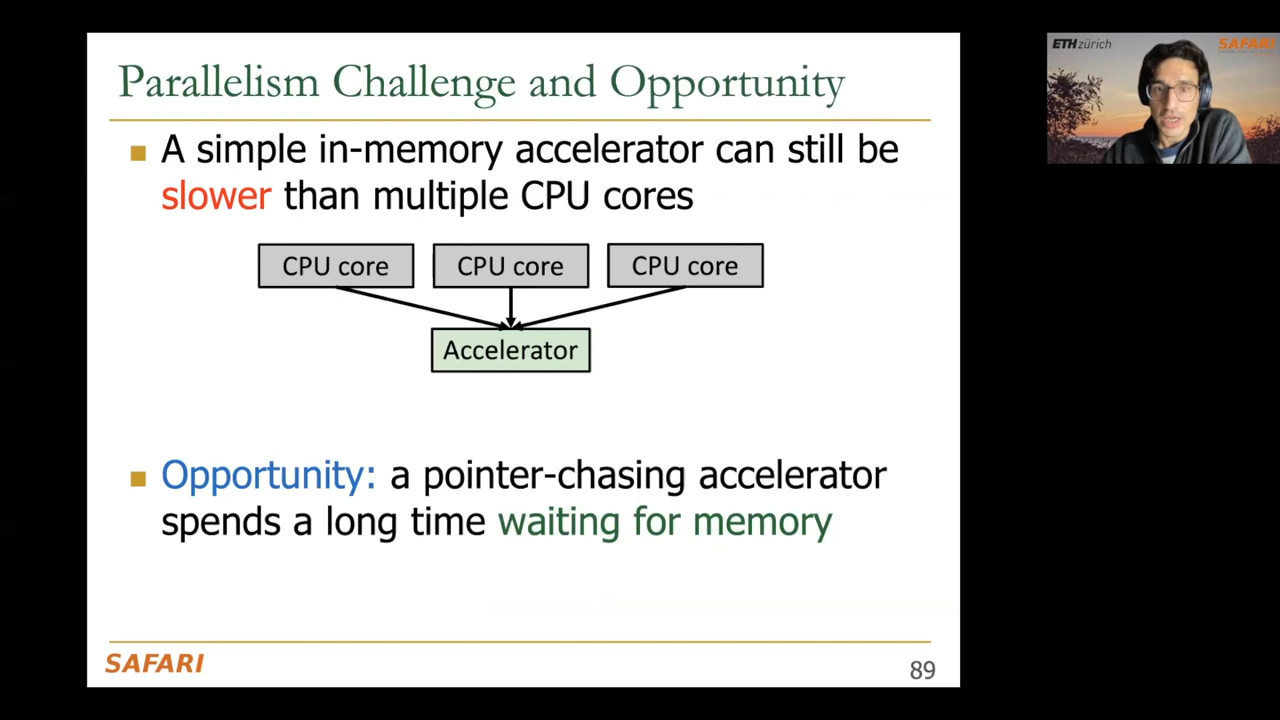 Parallelism Challenge and Opportunity
A simple in-memory accelerator can still be
slower than multiple CPU cores
CPU core
CPU core
CPU core
Accelerator
Opportunity: a pointer-chasing accelerator
spends a long time waiting for memory
SAFARI
89
ETH zürich
SAFARI